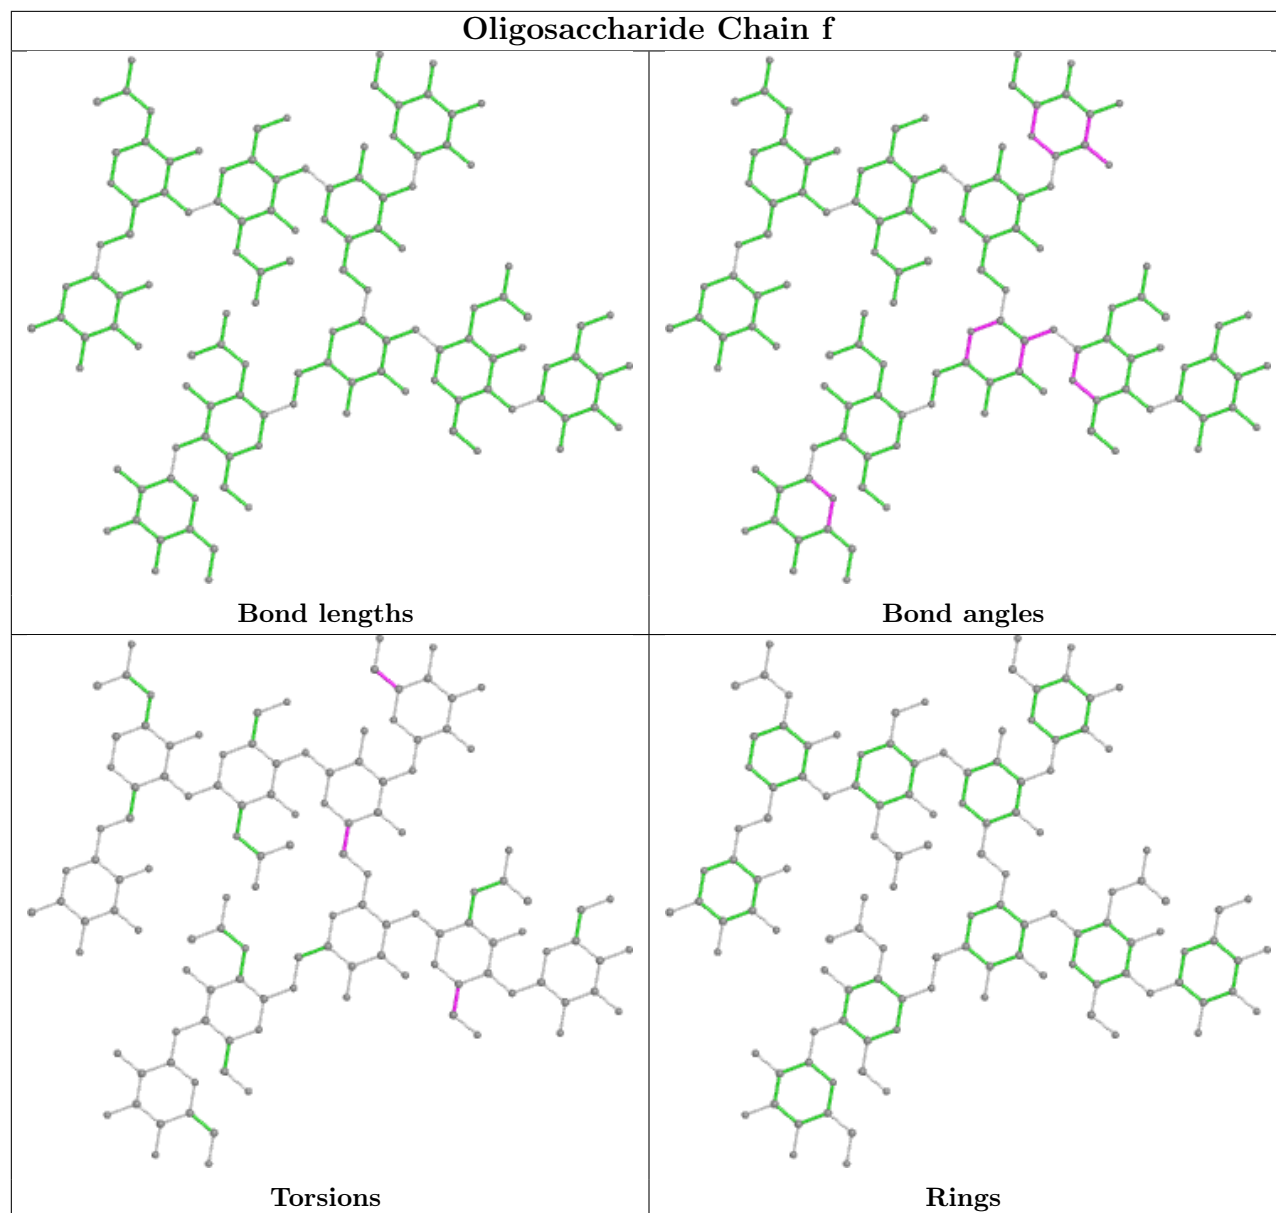 Oligosaccharide Chain f
Bond lengths
Bond angles
Torsions
Rings